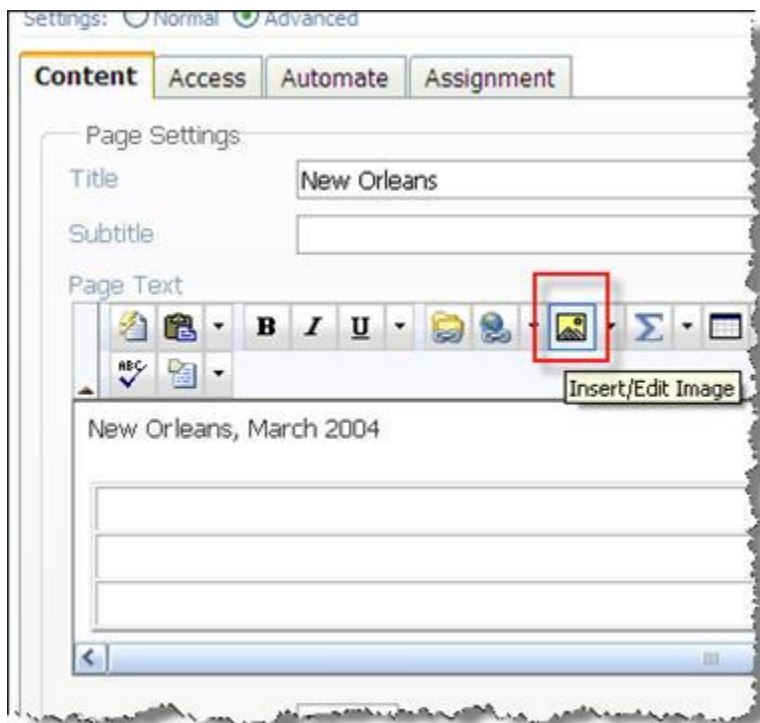 Settings: Normal Advanced
Content Access Automate Assignment
Page Settings
Title New Orleans
Subtitle
Page Text
B I U Σ
ABC
Insert/Edit Image
New Orleans, March 2004